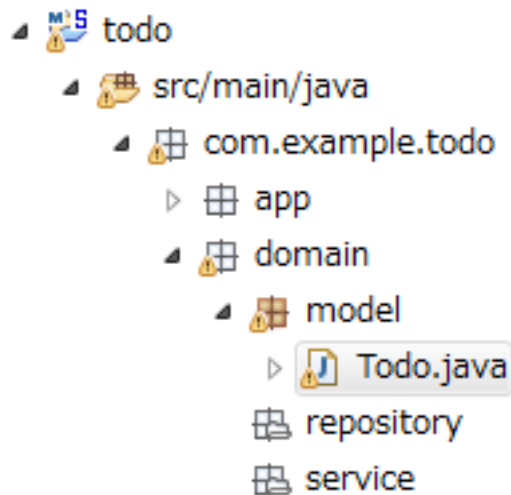 todo
src/main/java
com.example.todo
app
domain
model
Todo.java
repository
service